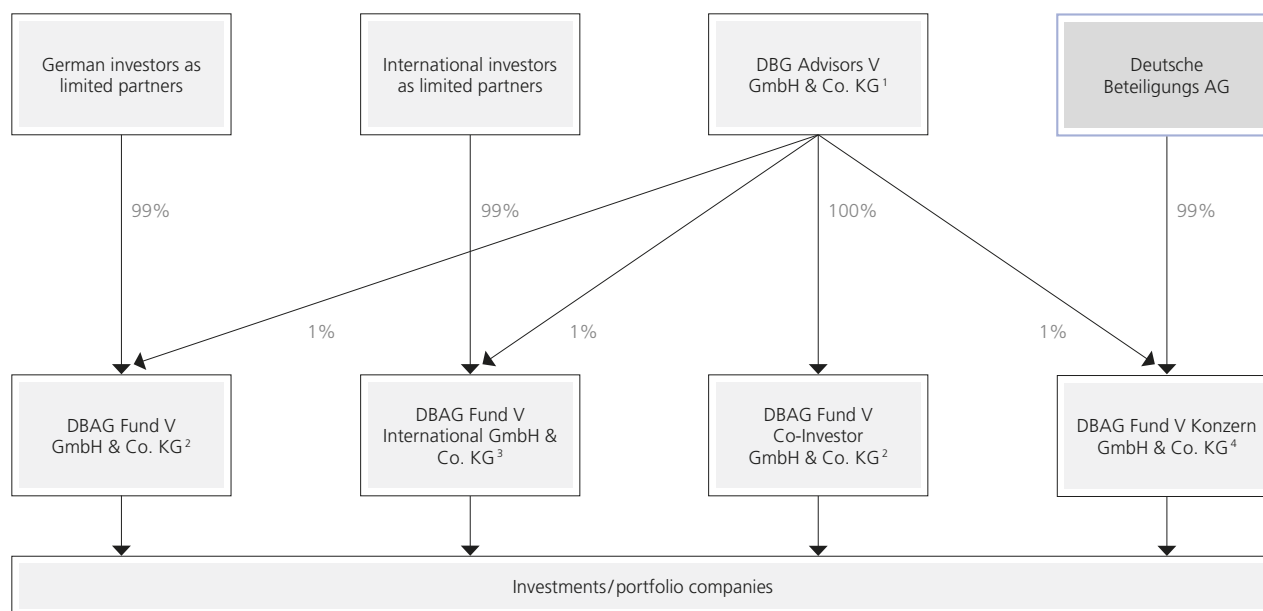 German investors as
limited partners
International investors
as limited partners
DBG Advisors V
GmbH & Co. KG 1
Deutsche
Beteiligungs AG
99%
99%
100%
99%
1%
1%
1%
DBAG Fund V
GmbH & Co. KG 2
DBAG Fund V
International GmbH &
Co. KG 3
DBAG Fund V
Co-Investor
GmbH & Co. KG 2
DBAG Fund V Konzern
GmbH & Co. KG 4
Investments/portfolio companies